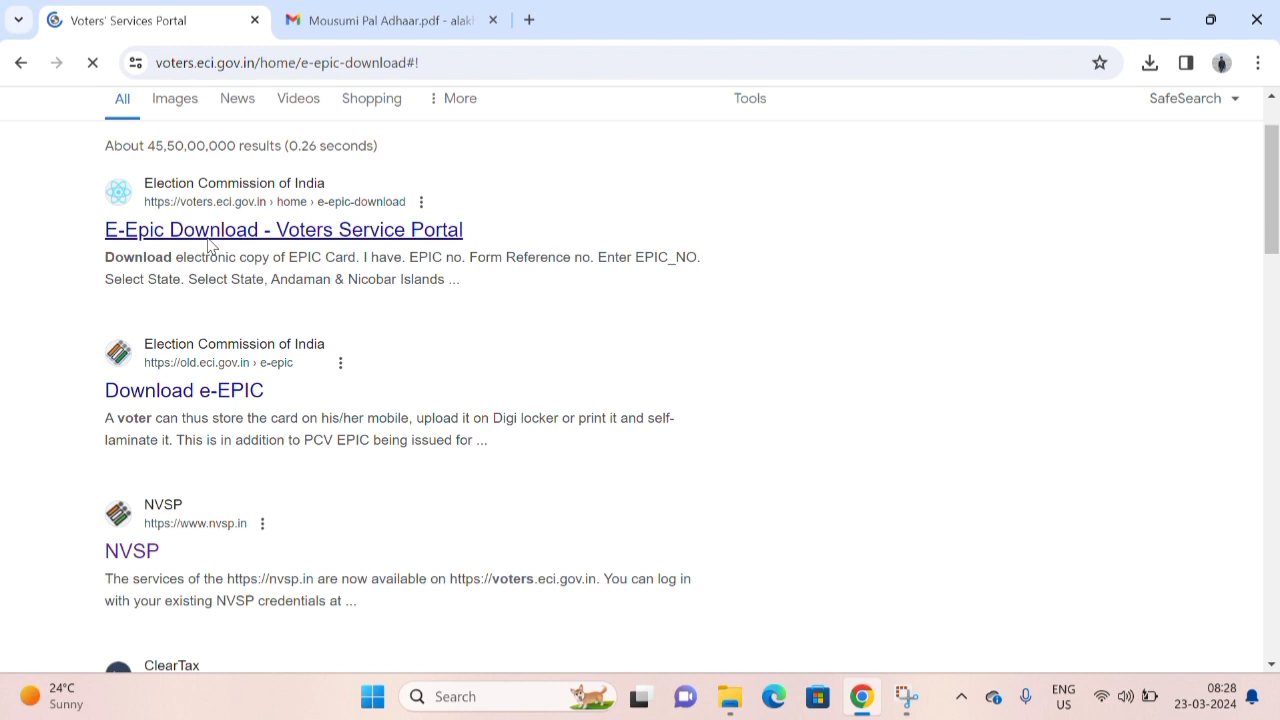 Voters' Services Portal
Mousumi Pal Adhaar.pdf - alak
voters.eci.gov.in/home/e-epic-download#!
All Images News Videos Shopping More Tools SafeSearch
About 45,50,00,000 results (0.26 seconds)
Election Commission of India
https://voters.eci.gov.in › home › e-epic-download
E-Epic Download - Voters Service Portal
Download electronic copy of EPIC Card. I have. EPIC no. Form Reference no. Enter EPIC_NO.
Select State. Select State, Andaman & Nicobar Islands ...
Election Commission of India
https://old.eci.gov.in › e-epic
Download e-EPIC
A voter can thus store the card on his/her mobile, upload it on Digi locker or print it and self-
laminate it. This is in addition to PCV EPIC being issued for ...
NVSP
https://www.nvsp.in
NVSP
The services of the https://nvsp.in are now available on https://voters.eci.gov.in. You can log in
with your existing NVSP credentials at ...
ClearTax
24°C
Sunny
Search
ENG
US
08:28
23-03-2024